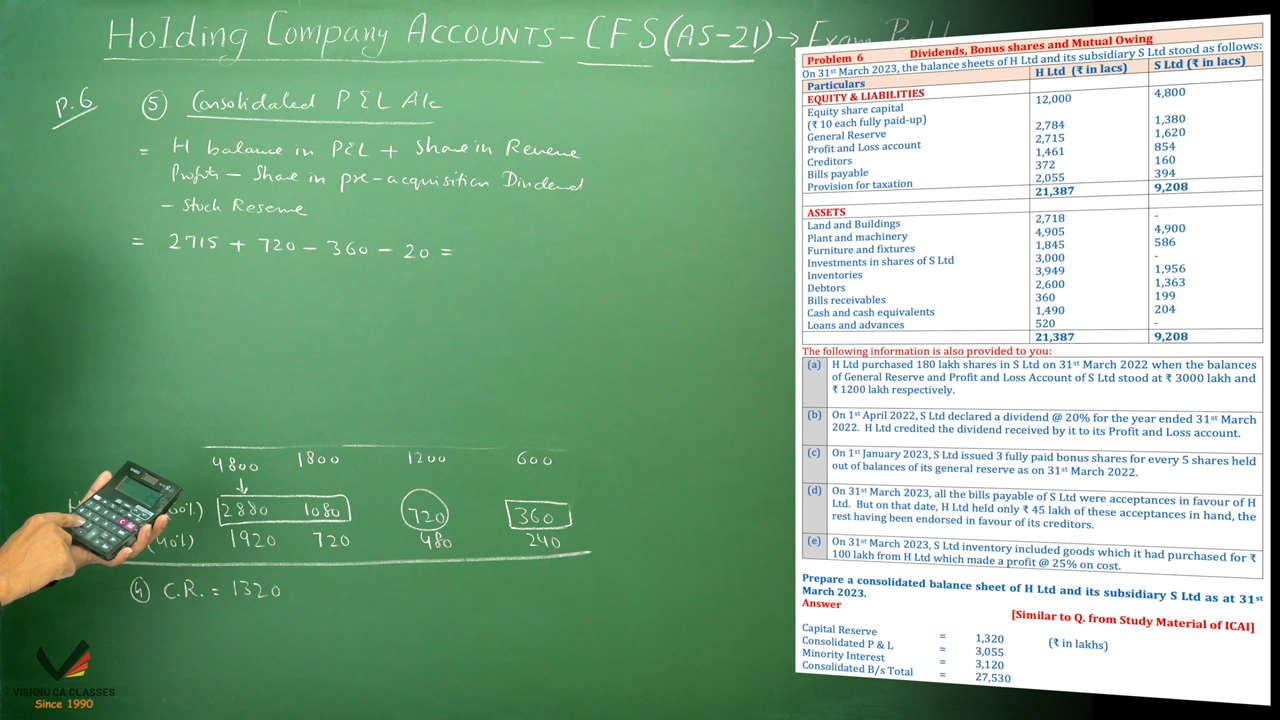 Holding Company Accounts - CFS (AS-21) → Exam
P.6
⑤ Consolidated P&L A/c
= H balance in P&L + Share in Revenue
Profits - Share in pre-acquisition Dividend
- Stock Reserve
= 2715 + 720 - 360 - 20 =
4800 1800 1200 600
2880 1080 720 360
(40%) 1920 720 480 240
④ C.R. = 1320
VISHNU CA CLASSES
Since 1990
Problem 6 Dividends, Bonus shares and Mutual Owing
On 31st March 2023, the balance sheets of H Ltd and its subsidiary S Ltd stood as follows:
Particulars H Ltd (₹ in lacs) S Ltd (₹ in lacs)
EQUITY & LIABILITIES
Equity share capital 12,000 4,800
(₹ 10 each fully paid-up)
General Reserve 2,784 1,380
Profit and Loss account 2,715 1,620
Creditors 1,461 854
Bills payable 372 160
Provision for taxation 2,055 394
21,387 9,208
ASSETS
Land and Buildings 2,718 -
Plant and machinery 4,905 4,900
Furniture and fixtures 1,845 586
Investments in shares of S Ltd 3,000 -
Inventories 3,949 1,956
Debtors 2,600 1,363
Bills receivables 360 199
Cash and cash equivalents 1,490 204
Loans and advances 520 -
21,387 9,208
The following information is also provided to you:
(a) H Ltd purchased 180 lakh shares in S Ltd on 31st March 2022 when the balances
of General Reserve and Profit and Loss Account of S Ltd stood at ₹ 3000 lakh and
₹ 1200 lakh respectively.
(b) On 1st April 2022, S Ltd declared a dividend @ 20% for the year ended 31st March
2022. H Ltd credited the dividend received by it to its Profit and Loss account.
(c) On 1st January 2023, S Ltd issued 3 fully paid bonus shares for every 5 shares held
out of balances of its general reserve as on 31st March 2022.
(d) On 31st March 2023, all the bills payable of S Ltd were acceptances in favour of H
Ltd. But on that date, H Ltd held only ₹ 45 lakh of these acceptances in hand, the
rest having been endorsed in favour of its creditors.
(e) On 31st March 2023, S Ltd inventory included goods which it had purchased for ₹
100 lakh from H Ltd which made a profit @ 25% on cost.
Prepare a consolidated balance sheet of H Ltd and its subsidiary S Ltd as at 31st
March 2023.
Answer [Similar to Q. from Study Material of ICAI]
Capital Reserve = 1,320 (₹ in lakhs)
Consolidated P & L = 3,055
Minority Interest = 3,120
Consolidated B/s Total = 27,530